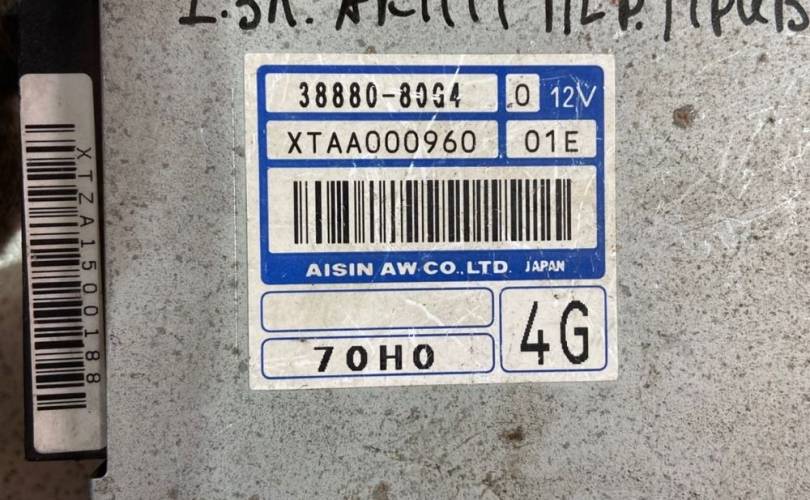 38880-80G4 0 12V
XTAA000960 01E
AISIN AW CO.,LTD. JAPAN
70H0
4G
XTZA1500188